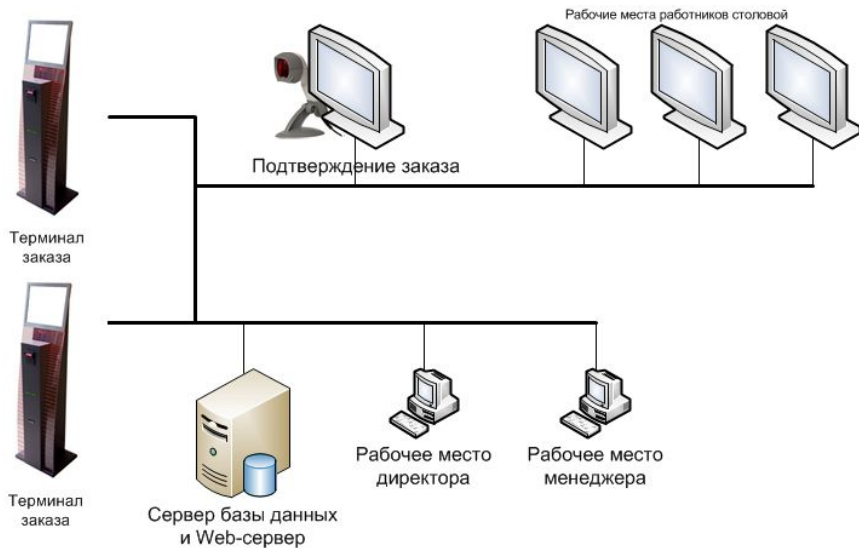 Рабочие места работников столовой
Подтверждение заказа
Терминал
заказа
Терминал
заказа
Сервер базы данных
и Web-сервер
Рабочее место
директора
Рабочее место
менеджера